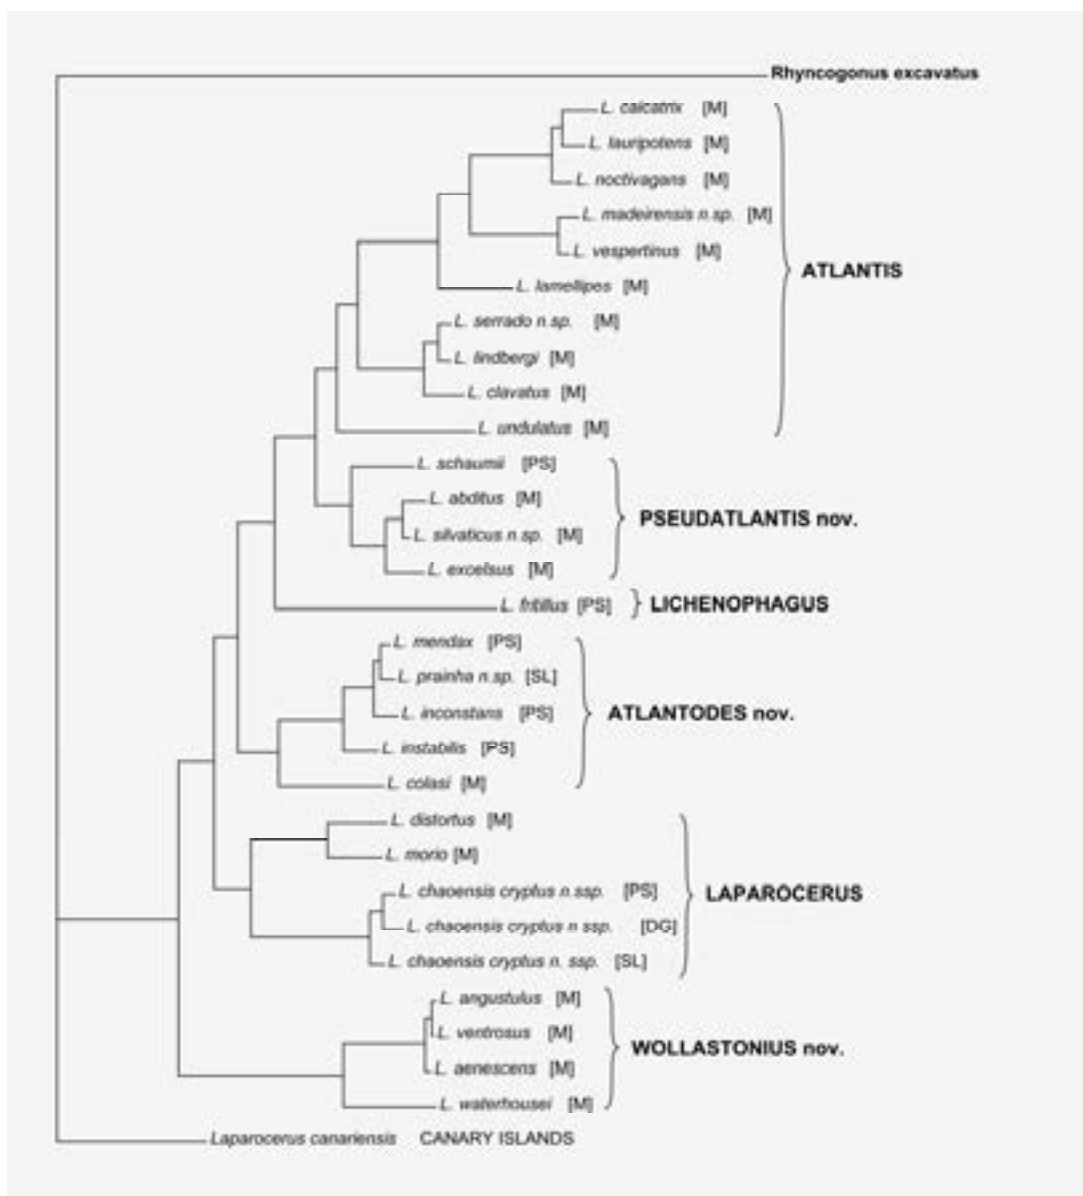 Rhyncogonus excavatus
L. calcatrix [M]
L. lauripotens [M]
L. noctivagans [M]
L. madeirensis n.sp. [M]
L. vespertinus [M]
ATLANTIS
L. lamellipes [M]
L. serrado n.sp. [M]
L. lindbergi [M]
L. clavatus [M]
L. undulatus [M]
L. schaumii [PS]
L. abditus [M]
PSEUDATLANTIS nov.
L. silvaticus n.sp. [M]
L. excelsus [M]
L. fritillus [PS] LICHENOPHAGUS
L. mendax [PS]
L. prainha n.sp. [SL]
L. inconstans [PS] ATLANTODES nov.
L. instabilis [PS]
L. colasi [M]
L. distortus [M]
L. morio [M]
L. chaoensis cryptus n.ssp. [PS]
LAPAROCERUS
L. chaoensis cryptus n ssp. [DG]
L. chaoensis cryptus n. ssp. [SL]
L. angustulus [M]
L. ventrosus [M]
WOLLASTONIUS nov.
L. aenescens [M]
L. waterhousei [M]
Laparocerus canariensis CANARY ISLANDS